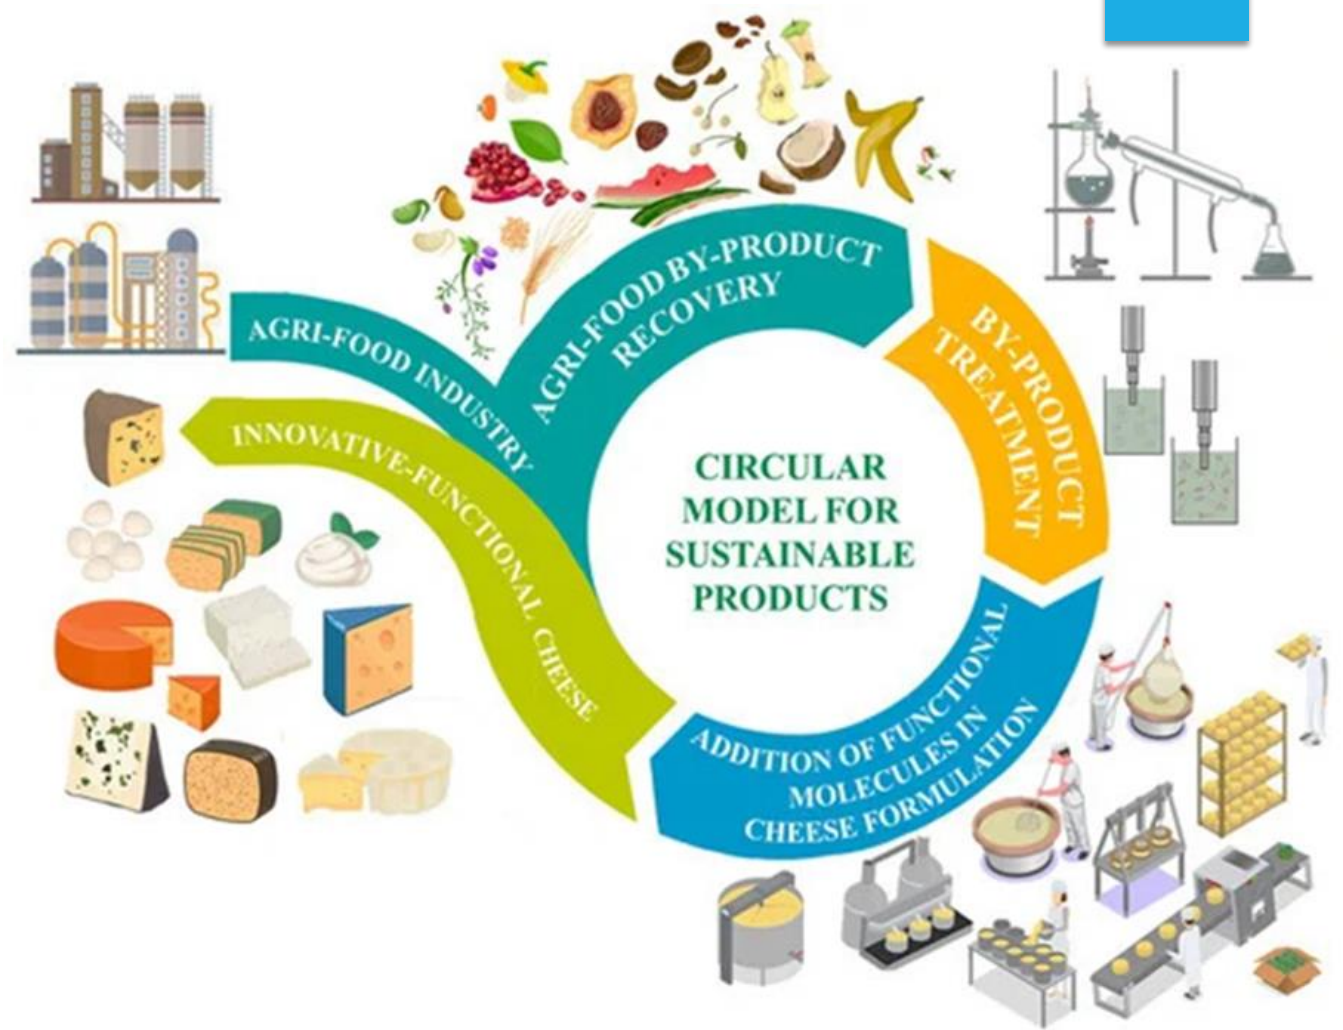 AGRI-FOOD INDUSTRY
AGRI-FOOD BY-PRODUCT
RECOVERY
BY-PRODUCT
TREATMENT
ADDITION OF FUNCTIONAL
MOLECULES IN
CHEESE FORMULATION
INNOVATIVE-FUNCTIONAL CHEESE
CIRCULAR
MODEL FOR
SUSTAINABLE
PRODUCTS